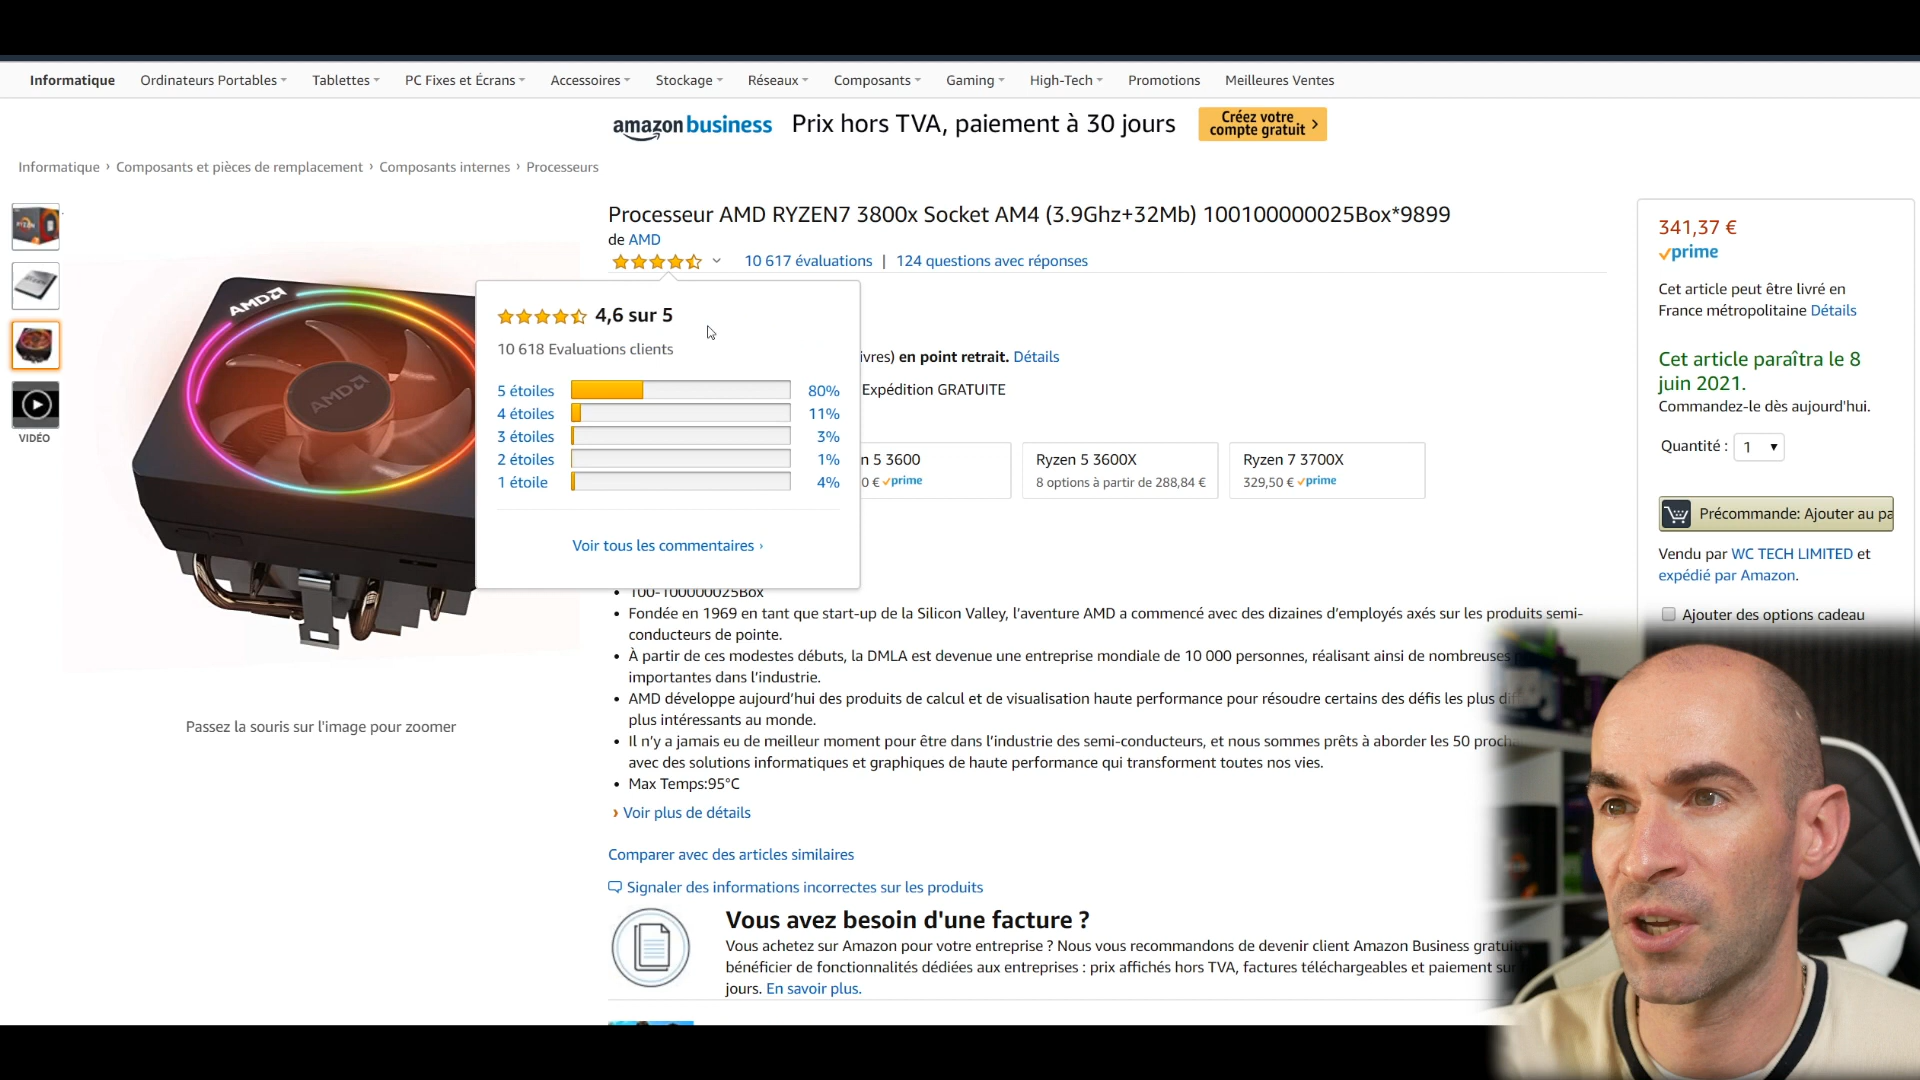 Informatique Ordinateurs Portables Tablettes PC Fixes et Écrans Accessoires Stockage Réseaux Composants Gaming High-Tech Promotions Meilleures Ventes
amazon business Prix hors TVA, paiement à 30 jours Créez votre compte gratuit ›
Informatique › Composants et pièces de remplacement › Composants internes › Processeurs
Processeur AMD RYZEN7 3800x Socket AM4 (3.9Ghz+32Mb) 100100000025Box*9899
de AMD
10 617 évaluations | 124 questions avec réponses
4,6 sur 5
10 618 Evaluations clients
5 étoiles 80%
4 étoiles 11%
3 étoiles 3%
2 étoiles 1%
1 étoile 4%
Voir tous les commentaires ›
ivres) en point retrait. Détails
Expédition GRATUITE
n 5 3600
0 € prime
Ryzen 5 3600X
8 options à partir de 288,84 €
Ryzen 7 3700X
329,50 € prime
• 100-100000025Box
• Fondée en 1969 en tant que start-up de la Silicon Valley, l'aventure AMD a commencé avec des dizaines d'employés axés sur les produits semi-
conducteurs de pointe.
• À partir de ces modestes débuts, la DMLA est devenue une entreprise mondiale de 10 000 personnes, réalisant ainsi de nombreuses
importantes dans l'industrie.
• AMD développe aujourd'hui des produits de calcul et de visualisation haute performance pour résoudre certains des défis les plus
plus intéressants au monde.
• Il n'y a jamais eu de meilleur moment pour être dans l'industrie des semi-conducteurs, et nous sommes prêts à aborder les 50
avec des solutions informatiques et graphiques de haute performance qui transforment toutes nos vies.
• Max Temps:95°C
› Voir plus de détails
Comparer avec des articles similaires
Signaler des informations incorrectes sur les produits
Vous avez besoin d'une facture ?
Vous achetez sur Amazon pour votre entreprise ? Nous vous recommandons de devenir client Amazon Business
bénéficier de fonctionnalités dédiées aux entreprises : prix affichés hors TVA, factures téléchargeables et paiement
jours. En savoir plus.
AMD
AMD
VIDÉO
Passez la souris sur l'image pour zoomer
341,37 €
prime
Cet article peut être livré en
France métropolitaine Détails
Cet article paraîtra le 8
juin 2021.
Commandez-le dès aujourd'hui.
Quantité : 1
Précommande: Ajouter au pa
Vendu par WC TECH LIMITED et
expédié par Amazon.
Ajouter des options cadeau